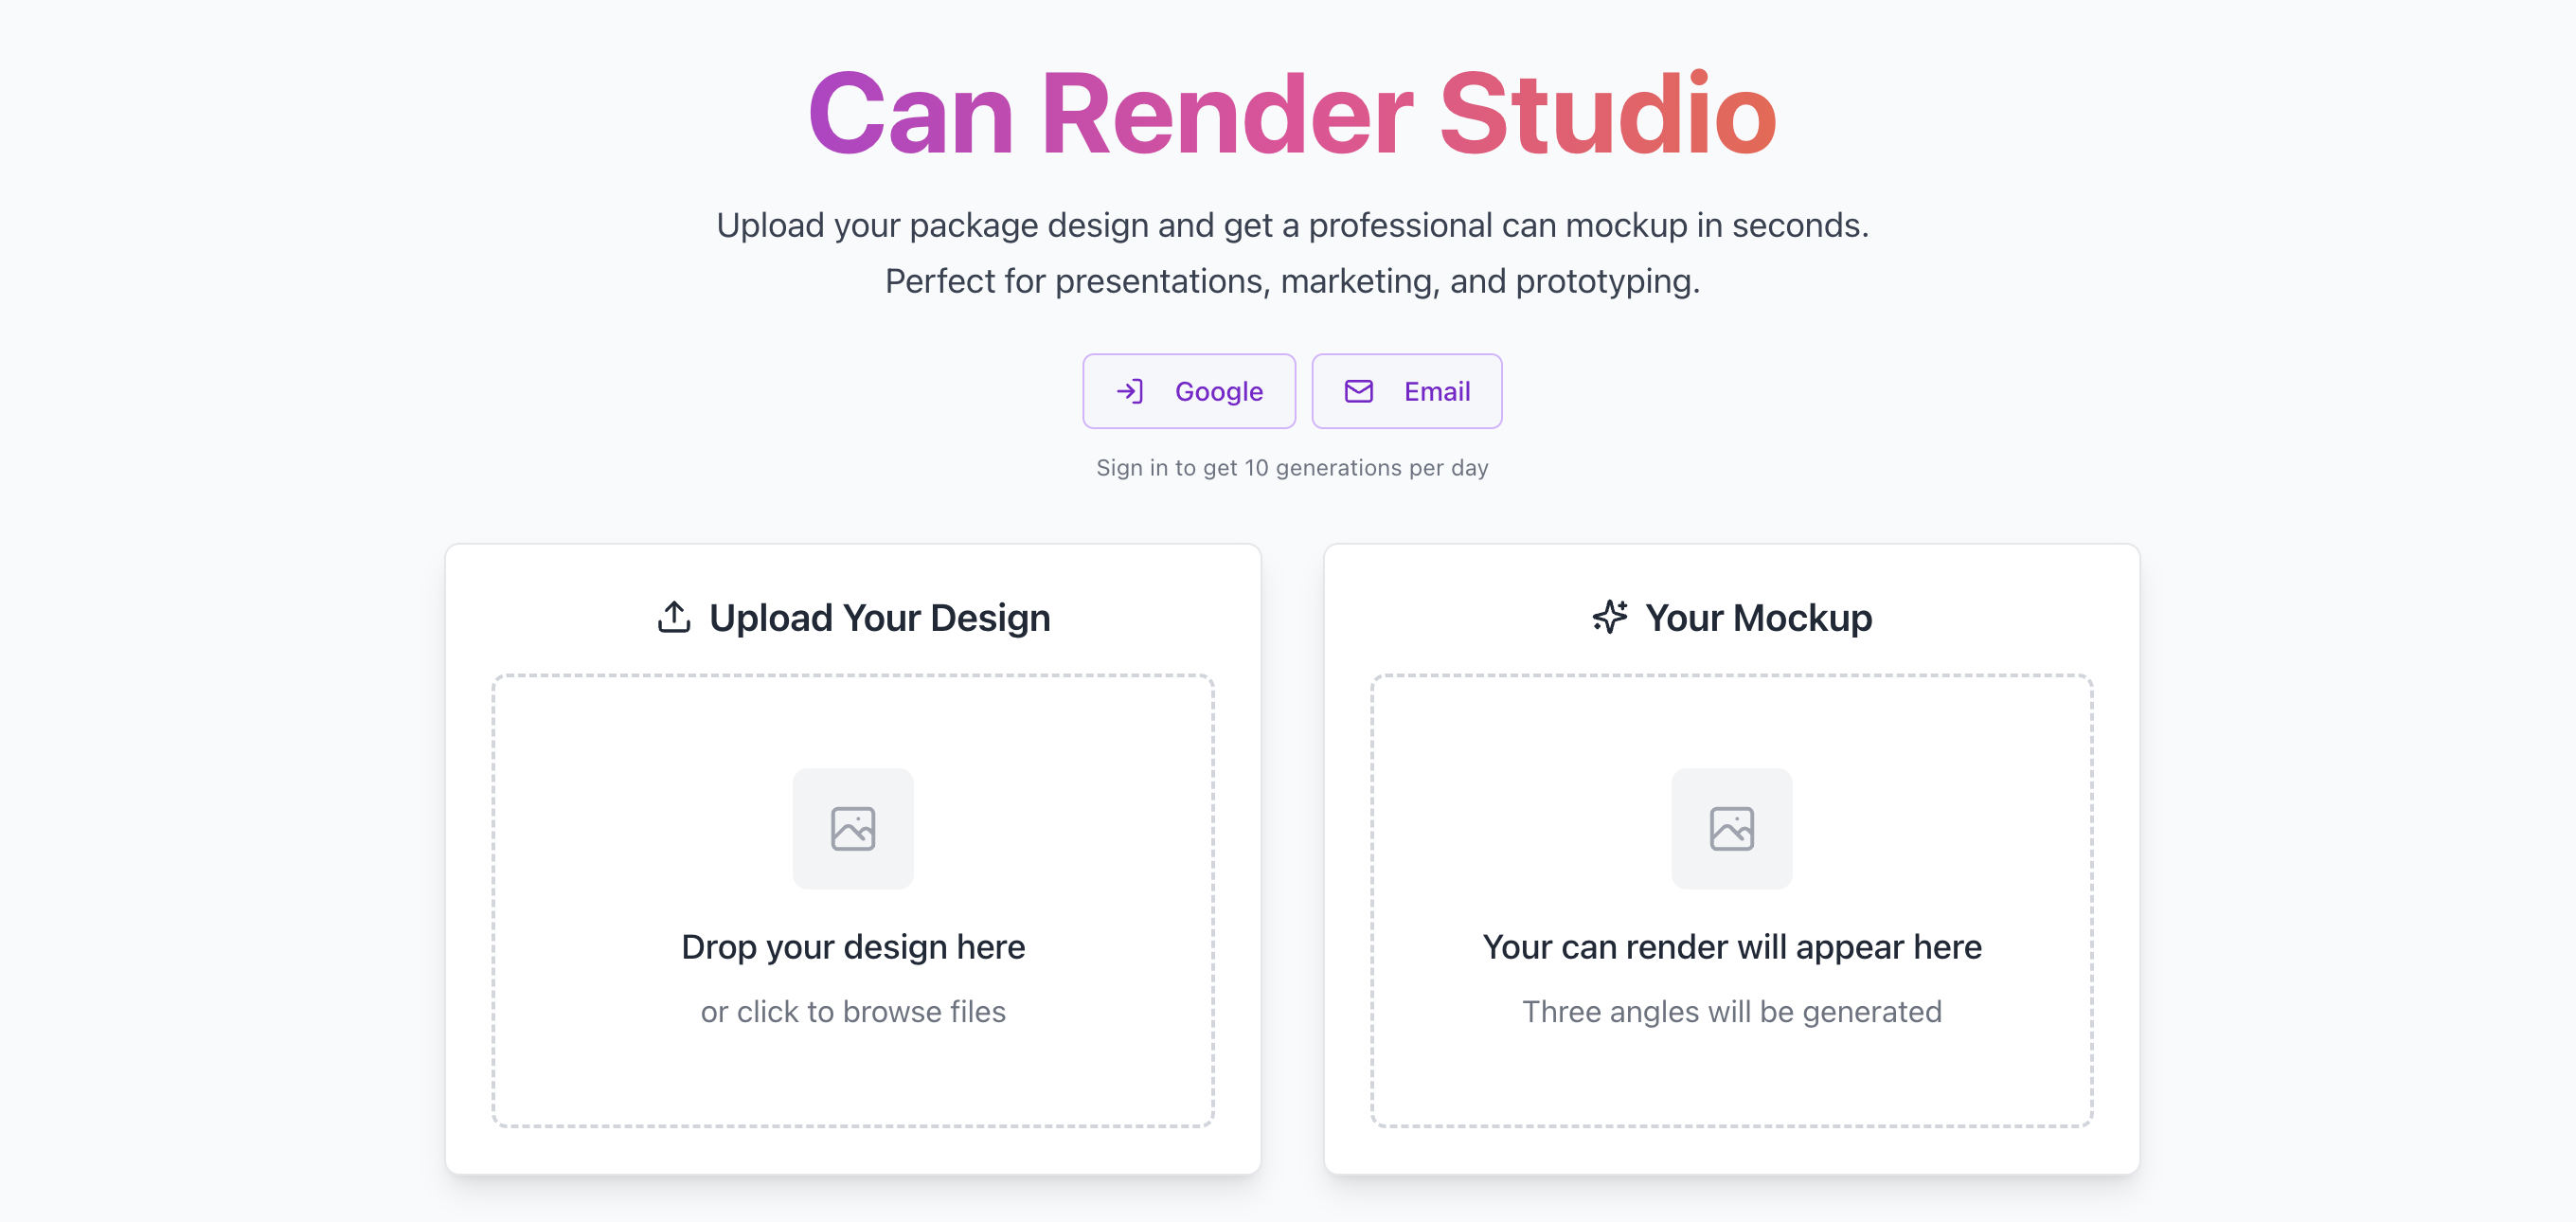 Can Render Studio
Upload your package design and get a professional can mockup in seconds.
Perfect for presentations, marketing, and prototyping.
Google
Email
Sign in to get 10 generations per day
Upload Your Design
Drop your design here
or click to browse files
Your Mockup
Your can render will appear here
Three angles will be generated